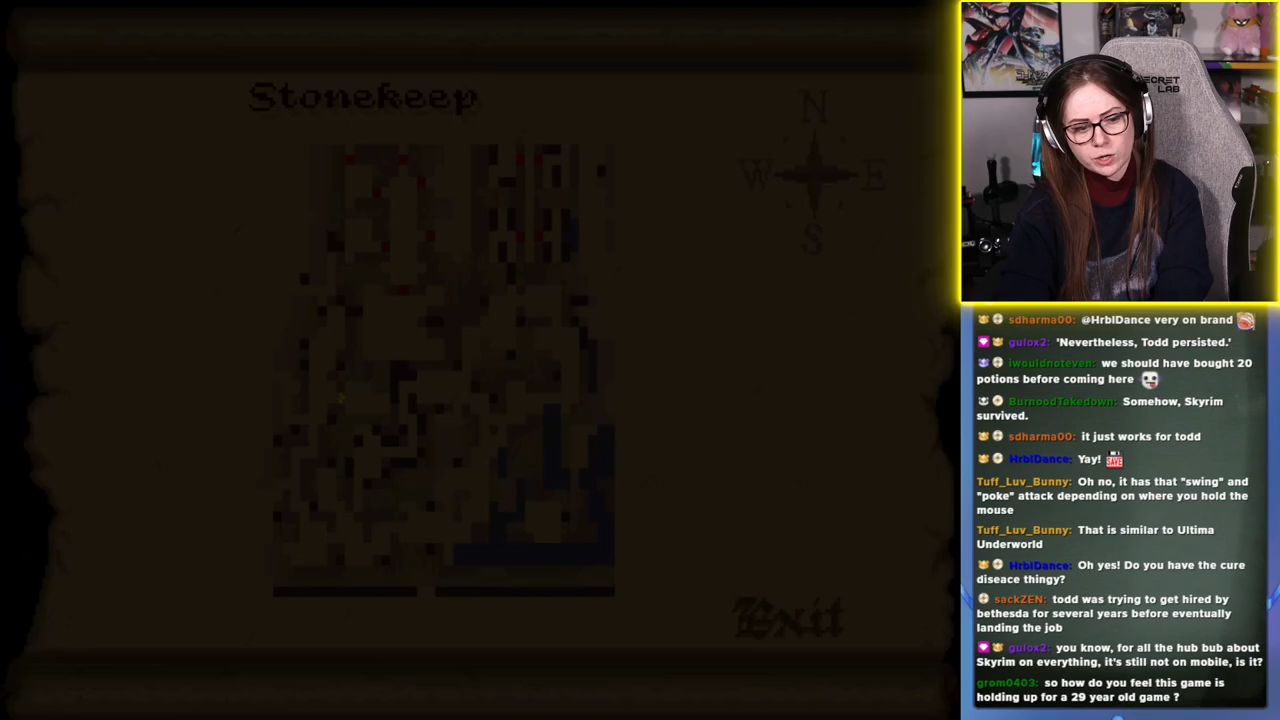 Stonekeep
N
W E
S
Exit
SECRET
LAB
sdharma00: @HrblDance very on brand
gulox2: 'Nevertheless, Todd persisted.'
iwouldnoteven: we should have bought 20
potions before coming here
BurnoodTakedown: Somehow, Skyrim
survived.
sdharma00: it just works for todd
HrblDance: Yay! SAVE
Tuff_Luv_Bunny: Oh no, it has that "swing" and
"poke" attack depending on where you hold the
mouse
Tuff_Luv_Bunny: That is similar to Ultima
Underworld
HrblDance: Oh yes! Do you have the cure
diseace thingy?
sackZEN: todd was trying to get hired by
bethesda for several years before eventually
landing the job
gulox2: you know, for all the hub bub about
Skyrim on everything, it's still not on mobile, is it?
grom0403: so how do you feel this game is
holding up for a 29 year old game ?